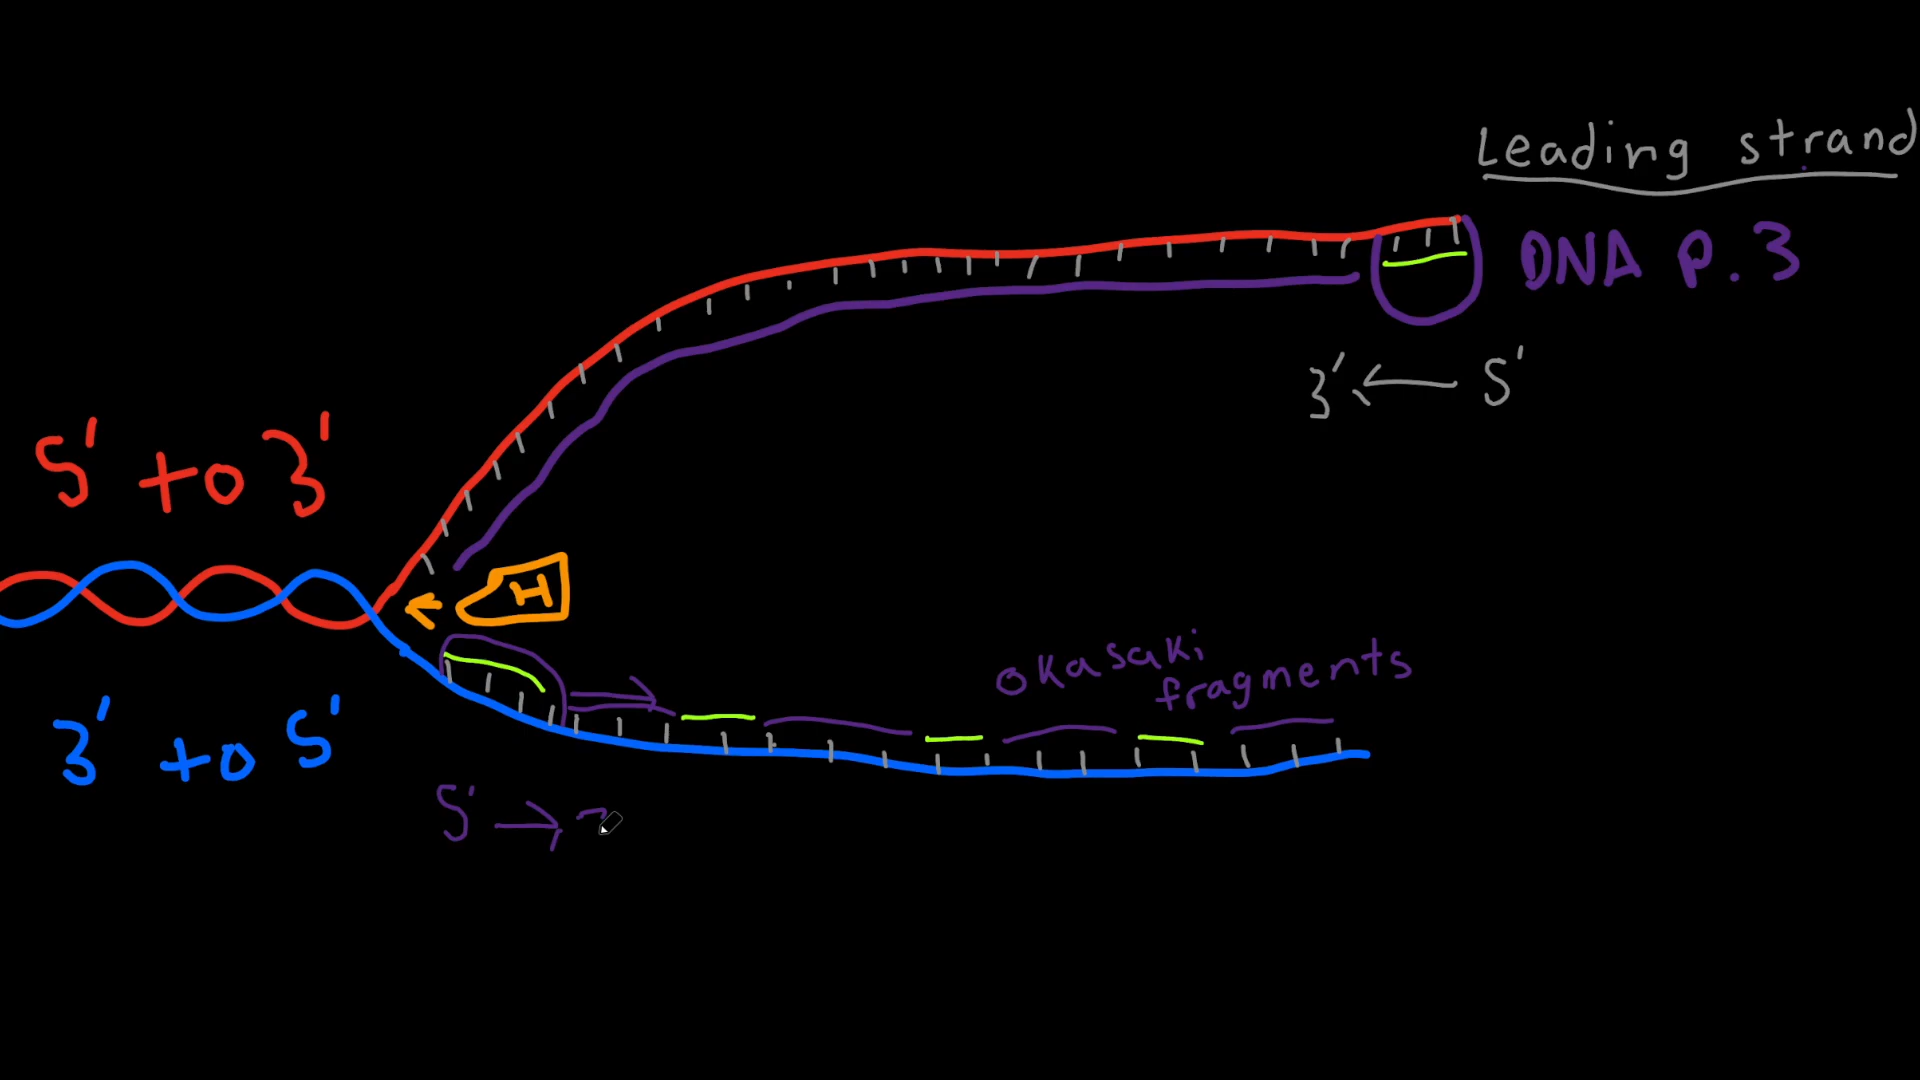 Leading strand
DNA p. 3
3' ← 5'
5' to 3'
H
okasaki
fragments
3' to 5'
5' →